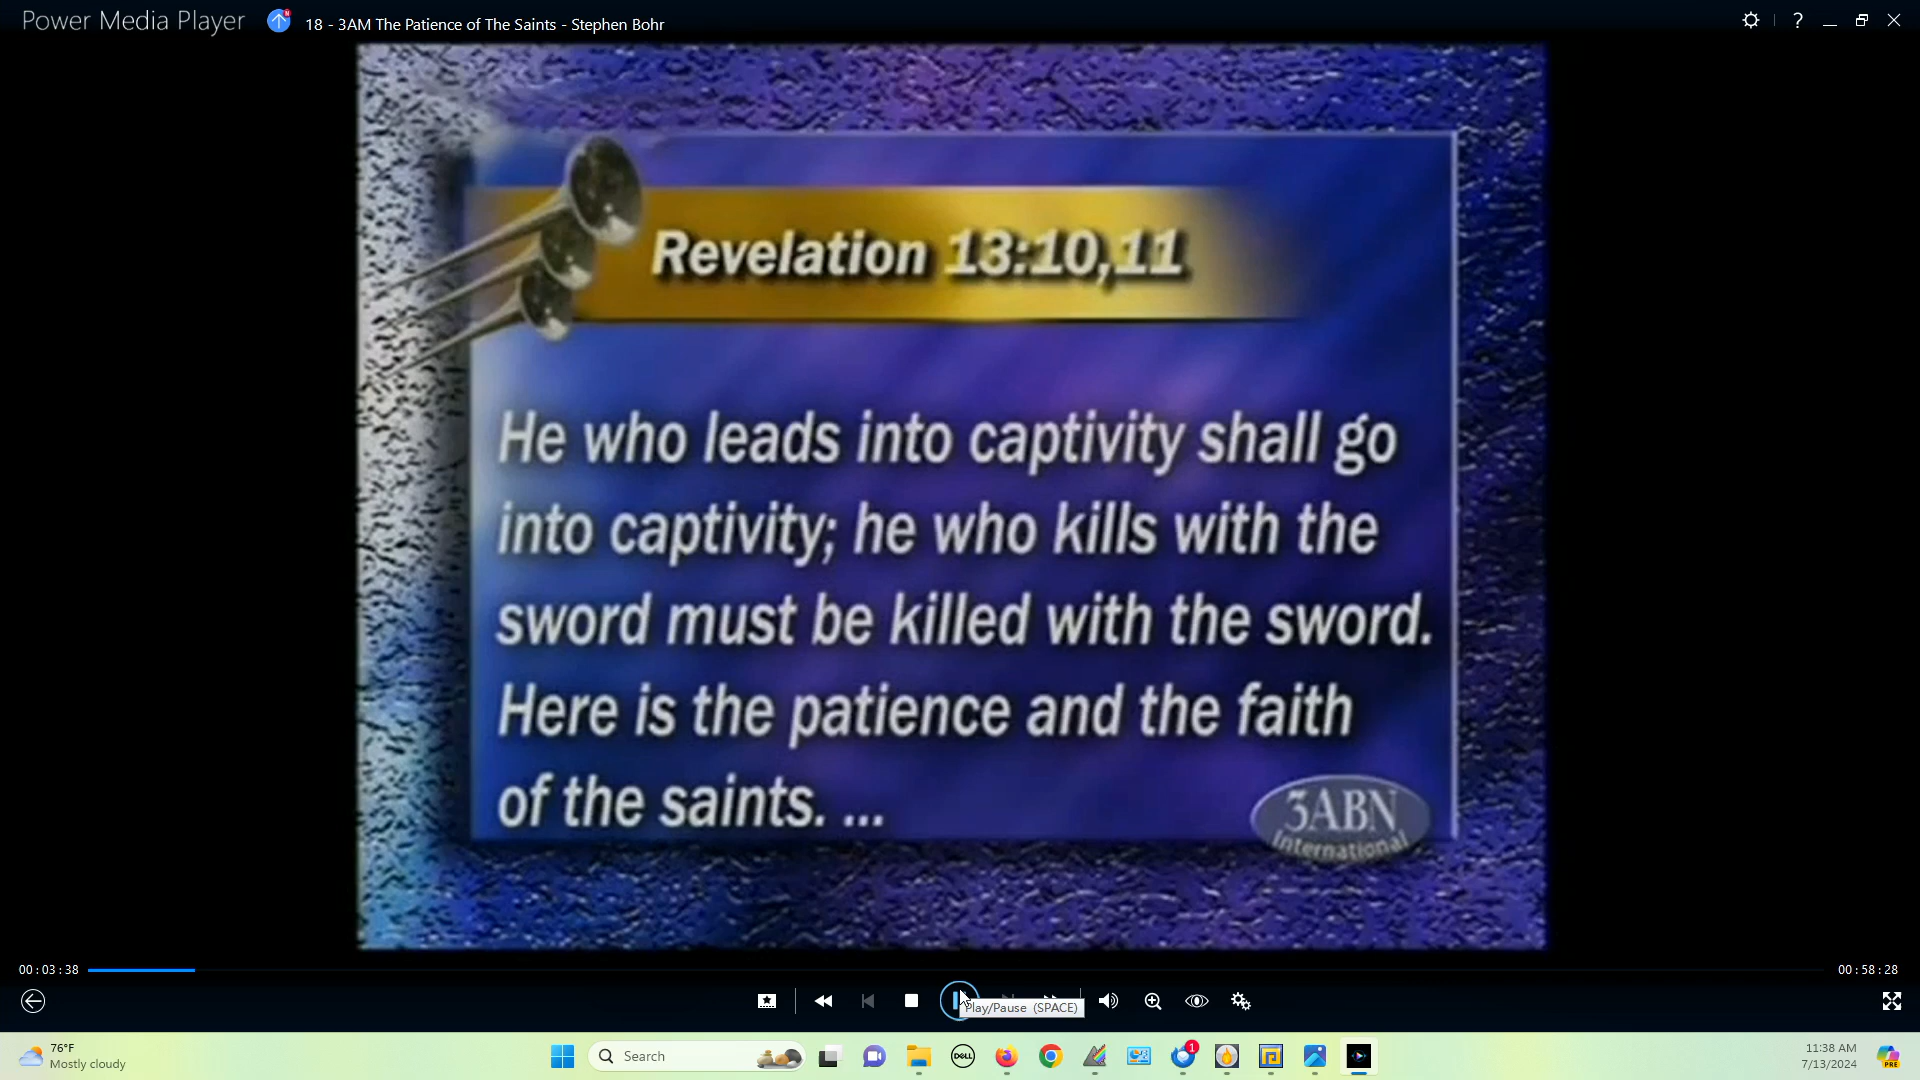 Power Media Player
18 - 3AM The Patience of The Saints - Stephen Bohr
?
Revelation 13:10,11
He who leads into captivity shall go
into captivity; he who kills with the
sword must be killed with the sword.
Here is the patience and the faith
of the saints. ...
3ABN
International
00:03:38
00:58:28
Play/Pause (SPACE)
76°F
Mostly cloudy
Search
DELL
1
11:38 AM
7/13/2024
PRE